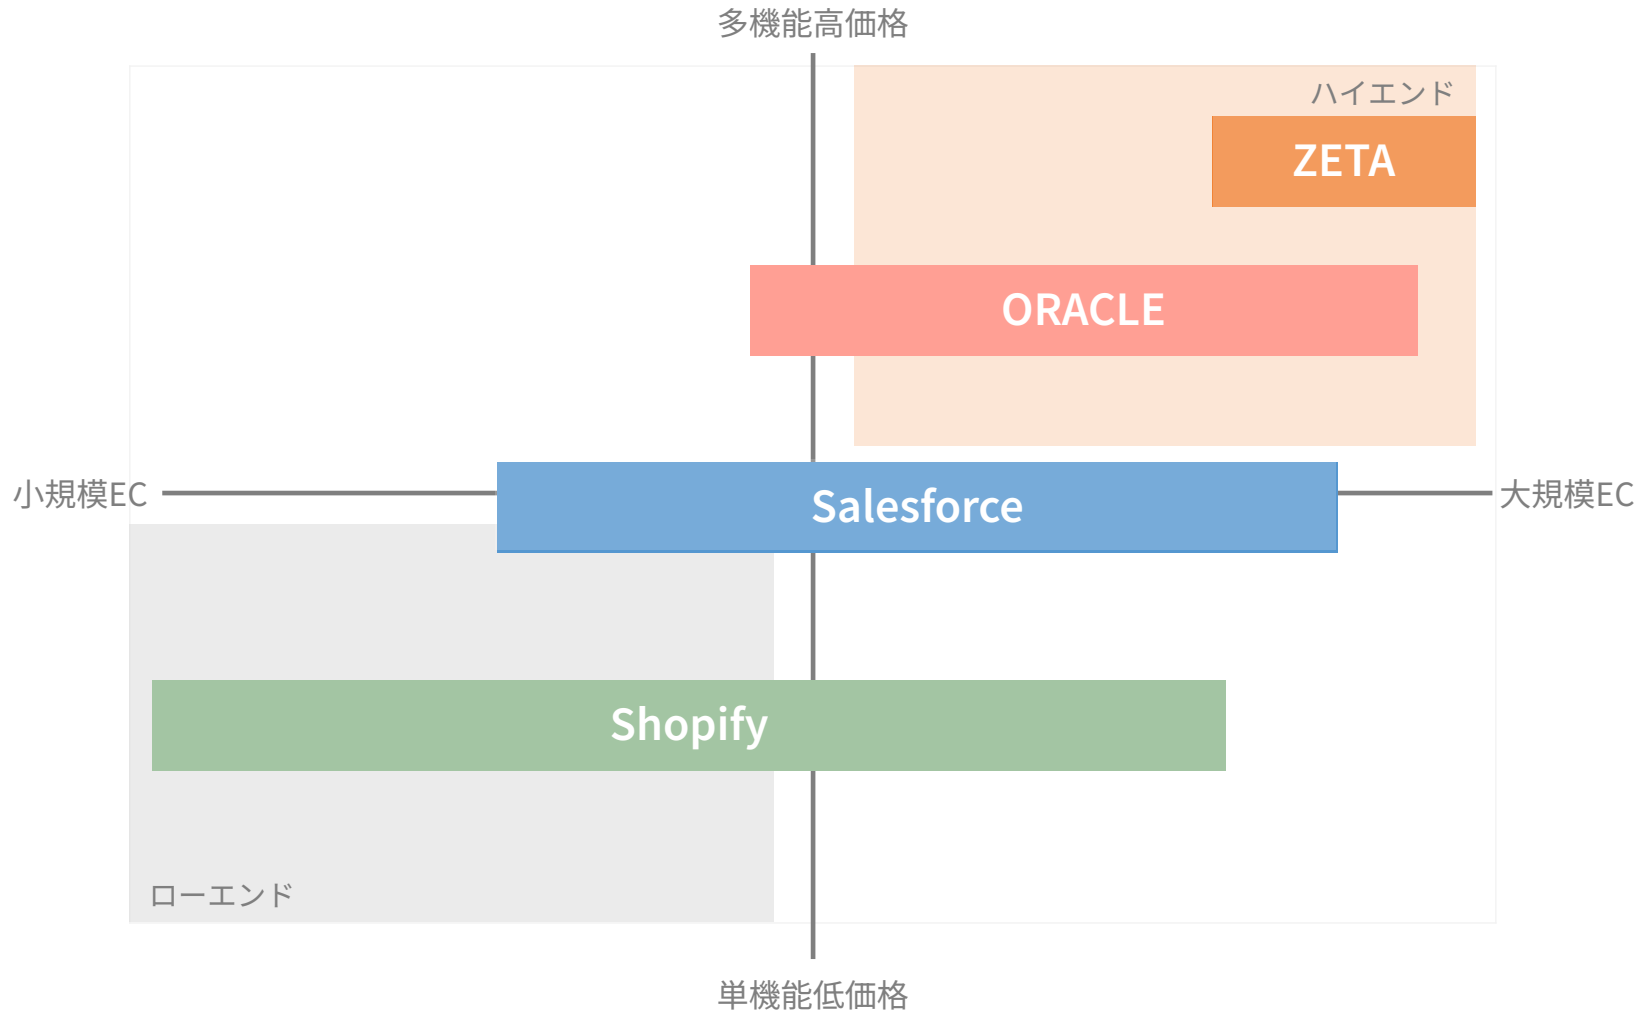 多機能高価格
ハイエンド
ZETA
ORACLE
小規模EC
Salesforce
大規模EC
Shopify
ローエンド
単機能低価格